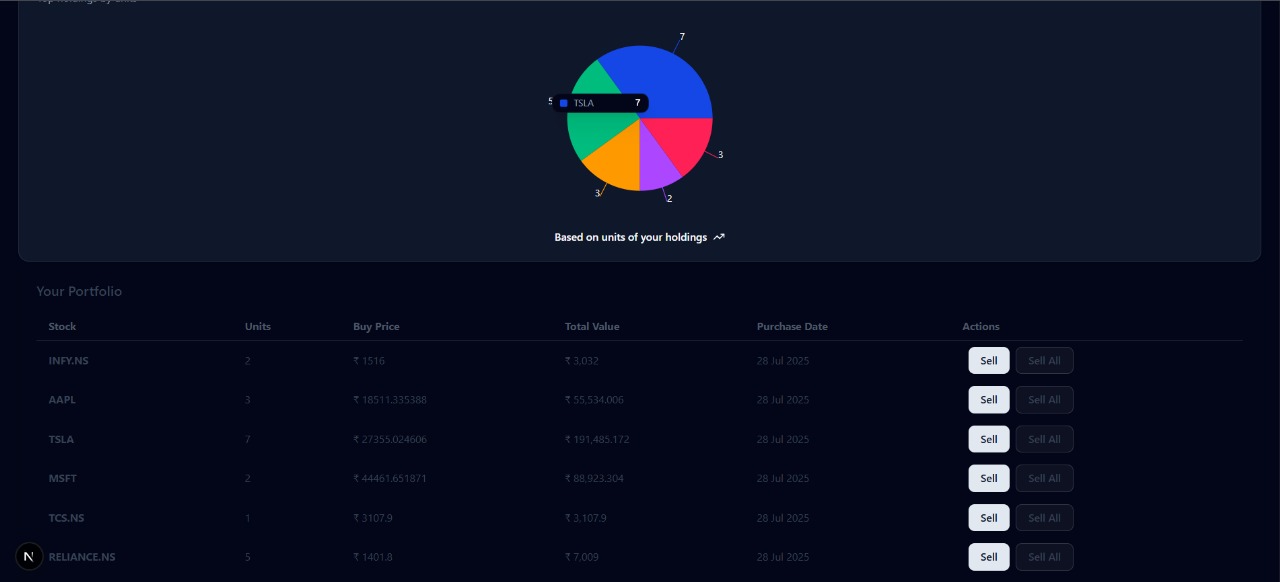 Top holdings by units
7
5
TSLA 7
3
3
2
Based on units of your holdings
Your Portfolio
Stock Units Buy Price Total Value Purchase Date Actions
INFY.NS 2 ₹ 1516 ₹ 3,032 28 Jul 2025 Sell Sell All
AAPL 3 ₹ 18511.335388 ₹ 55,534.006 28 Jul 2025 Sell Sell All
TSLA 7 ₹ 27355.024606 ₹ 191,485.172 28 Jul 2025 Sell Sell All
MSFT 2 ₹ 44461.651871 ₹ 88,923.304 28 Jul 2025 Sell Sell All
TCS.NS 1 ₹ 3107.9 ₹ 3,107.9 28 Jul 2025 Sell Sell All
N RELIANCE.NS 5 ₹ 1401.8 ₹ 7,009 28 Jul 2025 Sell Sell All